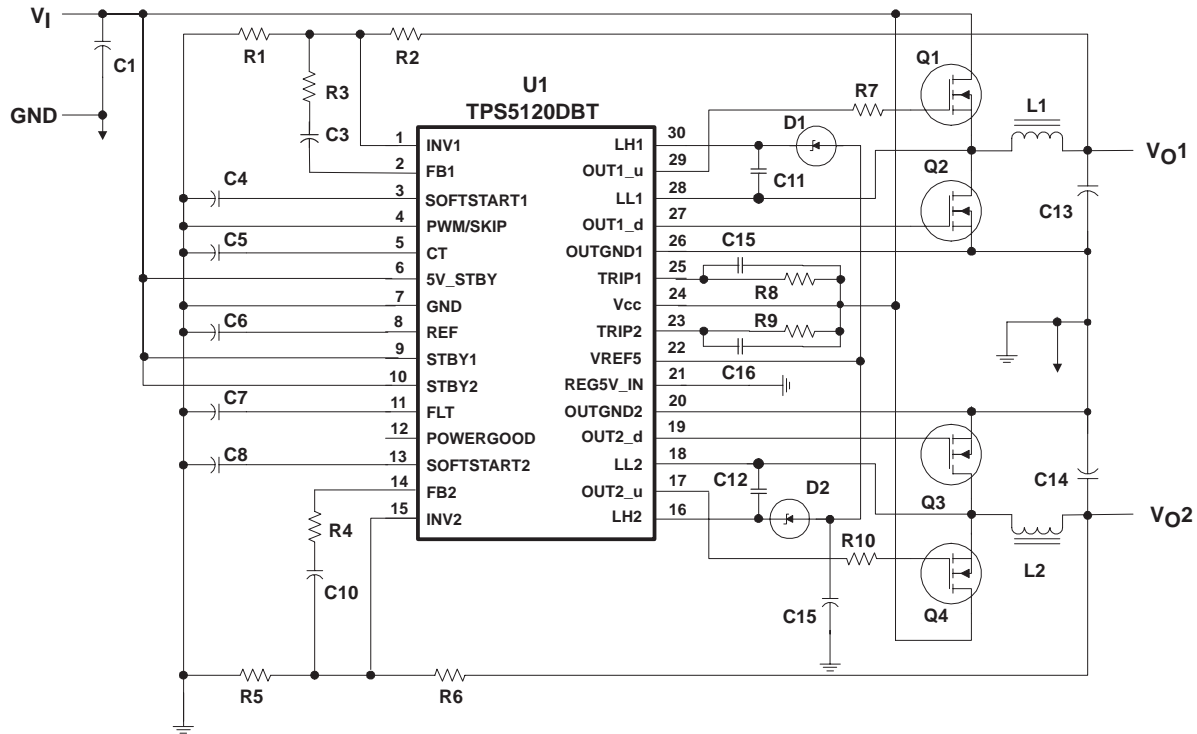 VI
C1
GND
R1
R2
R3
C3
U1
TPS5120DBT
R7
Q1
L1
VO1
D1
C11
Q2
C13
C4
C5
C6
C7
C8
1
INV1
2
FB1
3
SOFTSTART1
4
PWM/SKIP
5
CT
6
5V_STBY
7
GND
8
REF
9
STBY1
10
STBY2
11
FLT
12
POWERGOOD
13
SOFTSTART2
14
FB2
15
INV2
LH1
30
OUT1_u
29
LL1
28
OUT1_d
27
OUTGND1
26
TRIP1
25
Vcc
24
TRIP2
23
VREF5
22
REG5V_IN
21
OUTGND2
20
OUT2_d
19
LL2
18
OUT2_u
17
LH2
16
C15
R8
R9
C16
C12
D2
Q3
C14
VO2
R4
C10
R10
L2
C15
Q4
R5
R6